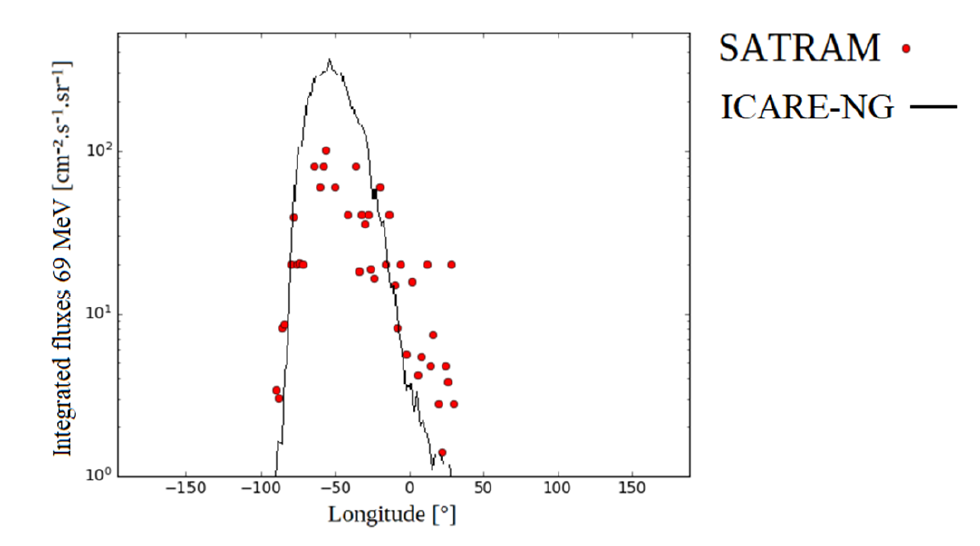 SATRAM
ICARE-NG
Integrated fluxes 69 MeV [cm⁻².s⁻¹.sr⁻¹]
10²
10¹
10⁰
−150 −100 −50 0 50 100 150
Longitude [°]